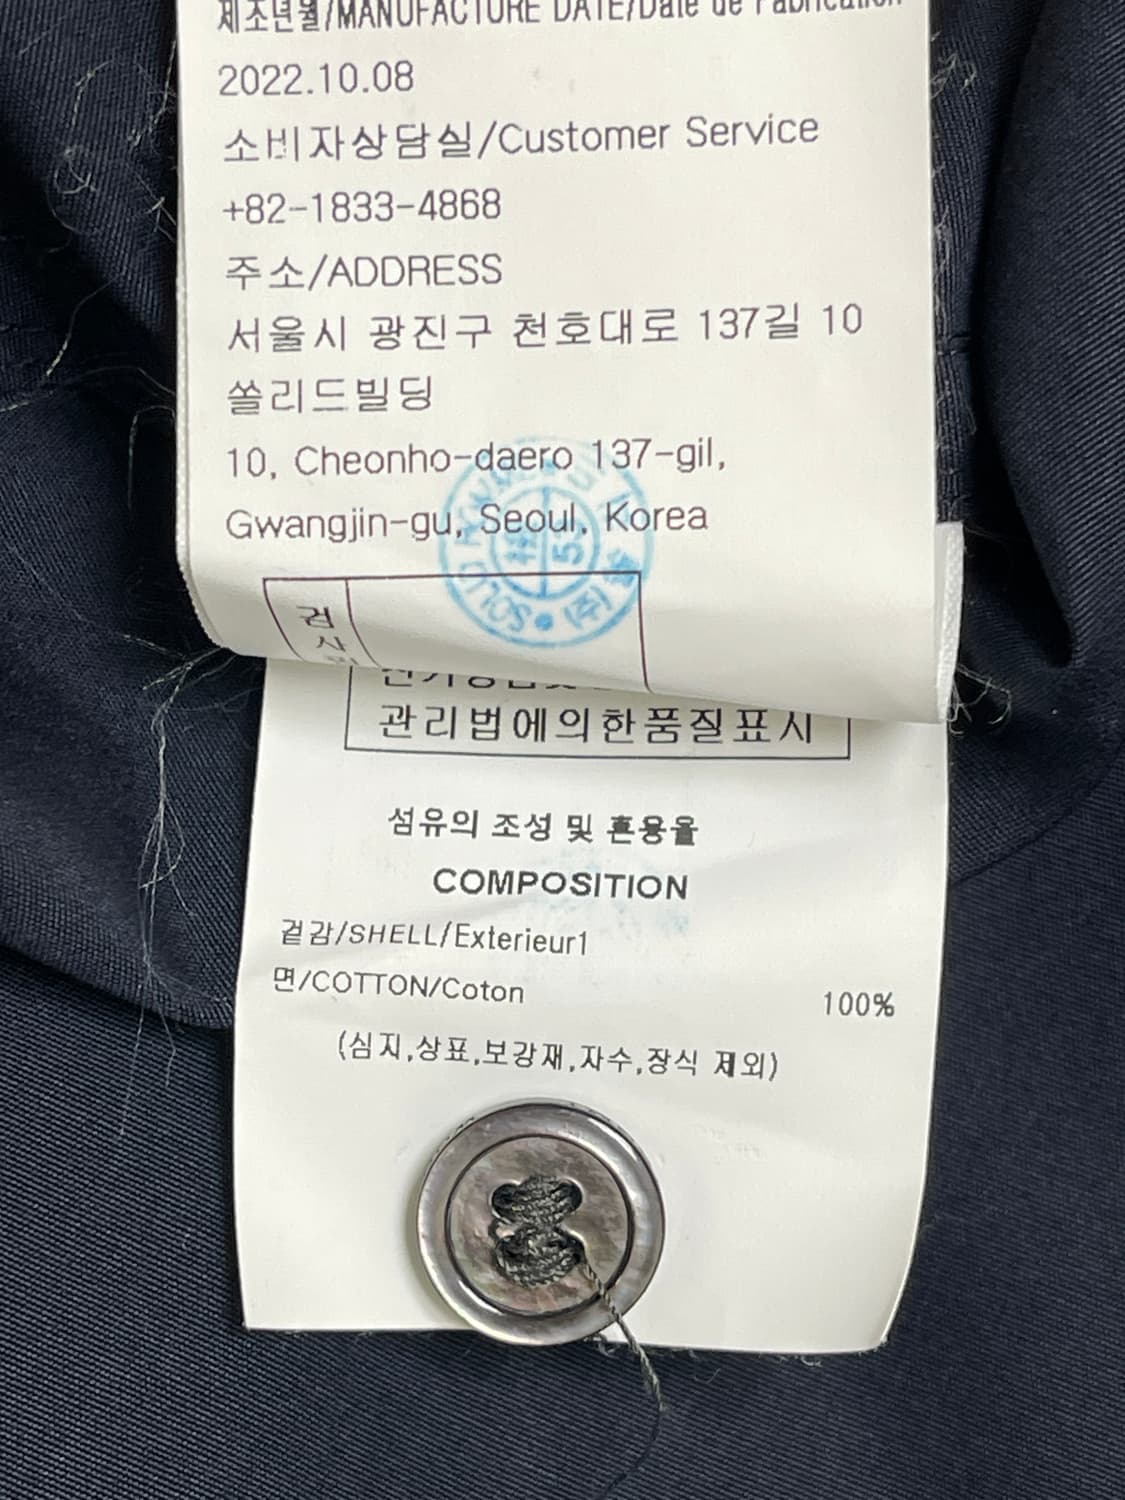 제조년월/MANUFACTURE DATE/Date de Fabrication
2022.10.08
소비자상담실/Customer Service
+82-1833-4868
주소/ADDRESS
서울시 광진구 천호대로 137길 10
쏠리드빌딩
10, Cheonho-daero 137-gil,
Gwangjin-gu, Seoul, Korea
검
사
관리법에의한품질표시
섬유의 조성 및 혼용율
COMPOSITION
겉감/SHELL/Exterieur1
면/COTTON/Coton 100%
(심지,상표,보강재,자수,장식 제외)